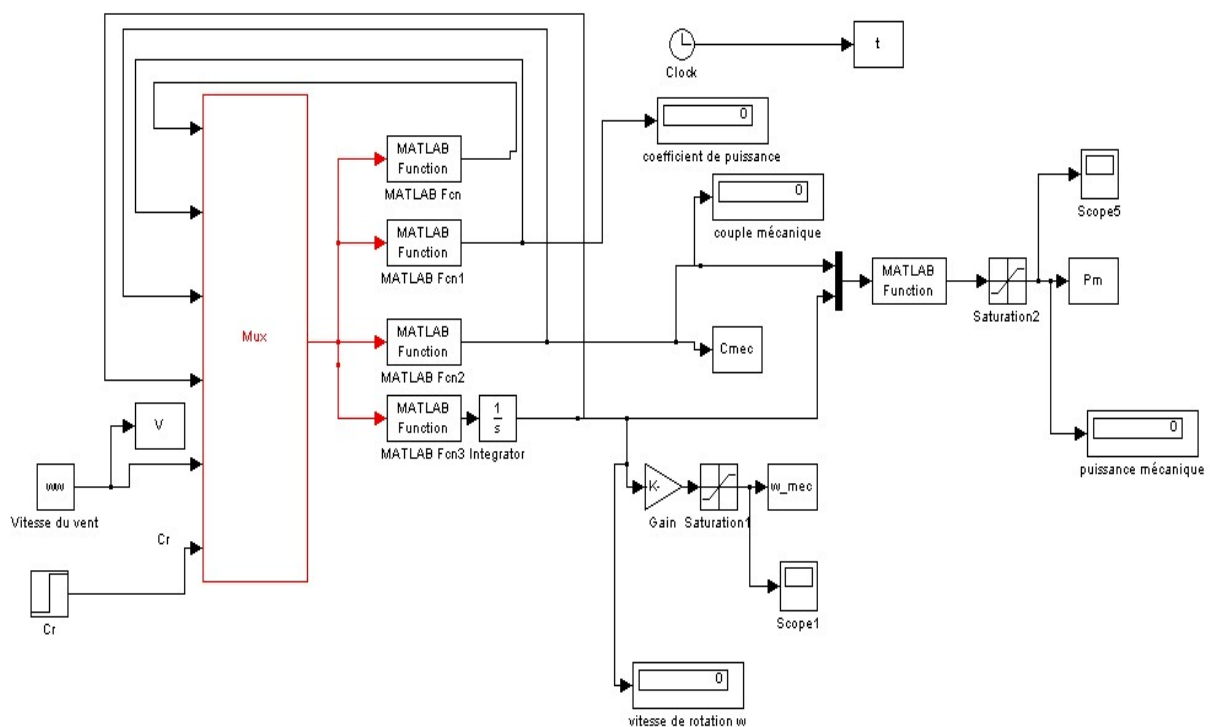 Clock
t
0
coefficient de puissance
MATLAB
Function
MATLAB Fcn
0
couple mécanique
Scope5
MATLAB
Function
MATLAB Fcn1
MATLAB
Function
Saturation2
Pm
Mux
MATLAB
Function
MATLAB Fcn2
Cmec
MATLAB
Function
MATLAB Fcn3
1
s
Integrator
V
0
puissance mécanique
Vitesse du vent
K-
Gain
Saturation1
w_mec
Cr
Scope1
Cr
0
vitesse de rotation w